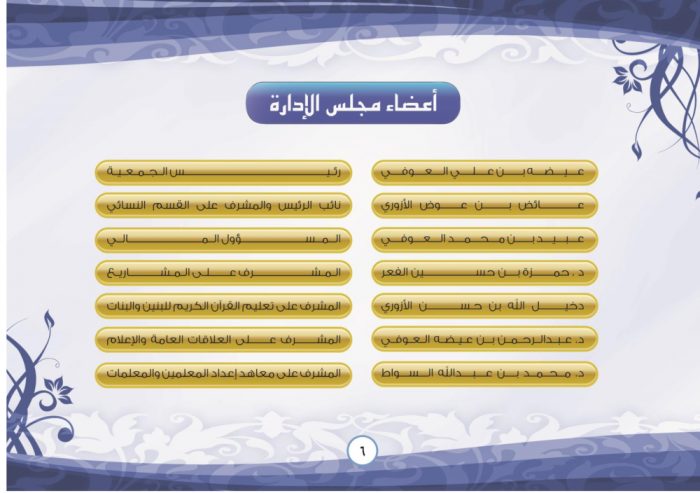 أعضاء مجلس الإدارة
عيضه بن علي العوفي رئيس الجمعية
عائض بن عوض الأزوري نائب الرئيس والمشرف على القسم النسائي
عبيد بن محمد العوفي المسؤول المالي
د. حمزة بن حسين الفعر المشرف على المشاريع
دخيل الله بن حسن الأزوري المشرف على تعليم القرآن الكريم للبنين والبنات
د. عبدالرحمن بن عيضه العوفي المشرف على العلاقات العامة والإعلام
د. محمد بن عبدالله السواط المشرف على معاهد إعداد المعلمين والمعلمات
٦